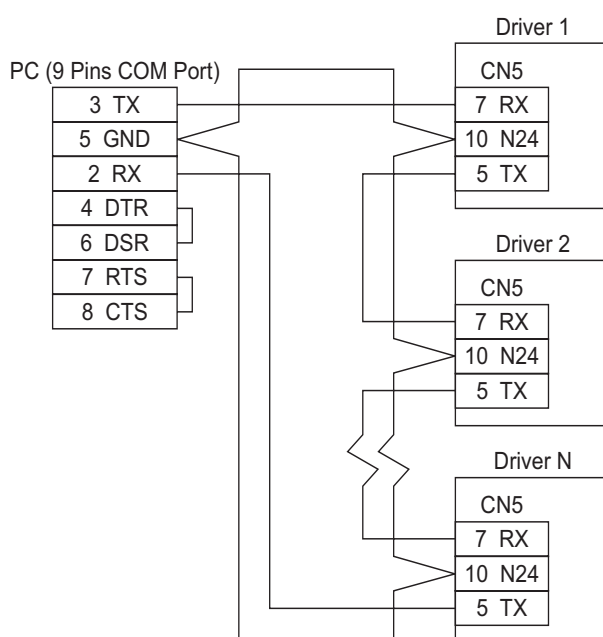 PC (9 Pins COM Port)
3 TX
5 GND
2 RX
4 DTR
6 DSR
7 RTS
8 CTS
Driver 1
CN5
7 RX
10 N24
5 TX
Driver 2
CN5
7 RX
10 N24
5 TX
Driver N
CN5
7 RX
10 N24
5 TX